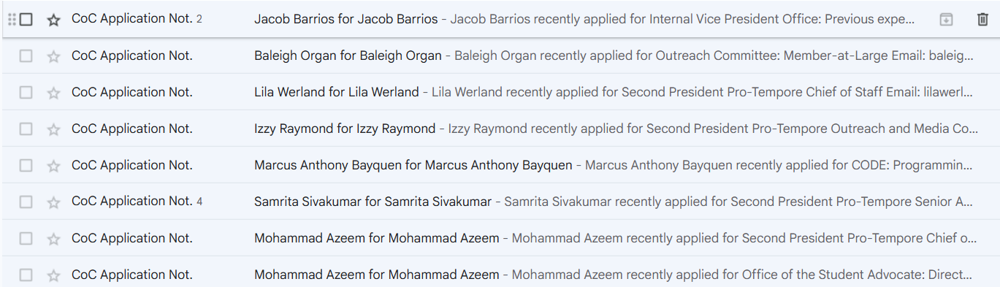 CoC Application Not. 2 Jacob Barrios for Jacob Barrios - Jacob Barrios recently applied for Internal Vice President Office: Previous expe...
CoC Application Not. Baleigh Organ for Baleigh Organ - Baleigh Organ recently applied for Outreach Committee: Member-at-Large Email: baleig...
CoC Application Not. Lila Werland for Lila Werland - Lila Werland recently applied for Second President Pro-Tempore Chief of Staff Email: lilawerl...
CoC Application Not. Izzy Raymond for Izzy Raymond - Izzy Raymond recently applied for Second President Pro-Tempore Outreach and Media Co...
CoC Application Not. Marcus Anthony Bayquen for Marcus Anthony Bayquen - Marcus Anthony Bayquen recently applied for CODE: Programmin...
CoC Application Not. 4 Samrita Sivakumar for Samrita Sivakumar - Samrita Sivakumar recently applied for Second President Pro-Tempore Senior A...
CoC Application Not. Mohammad Azeem for Mohammad Azeem - Mohammad Azeem recently applied for Second President Pro-Tempore Chief o...
CoC Application Not. Mohammad Azeem for Mohammad Azeem - Mohammad Azeem recently applied for Office of the Student Advocate: Direct...